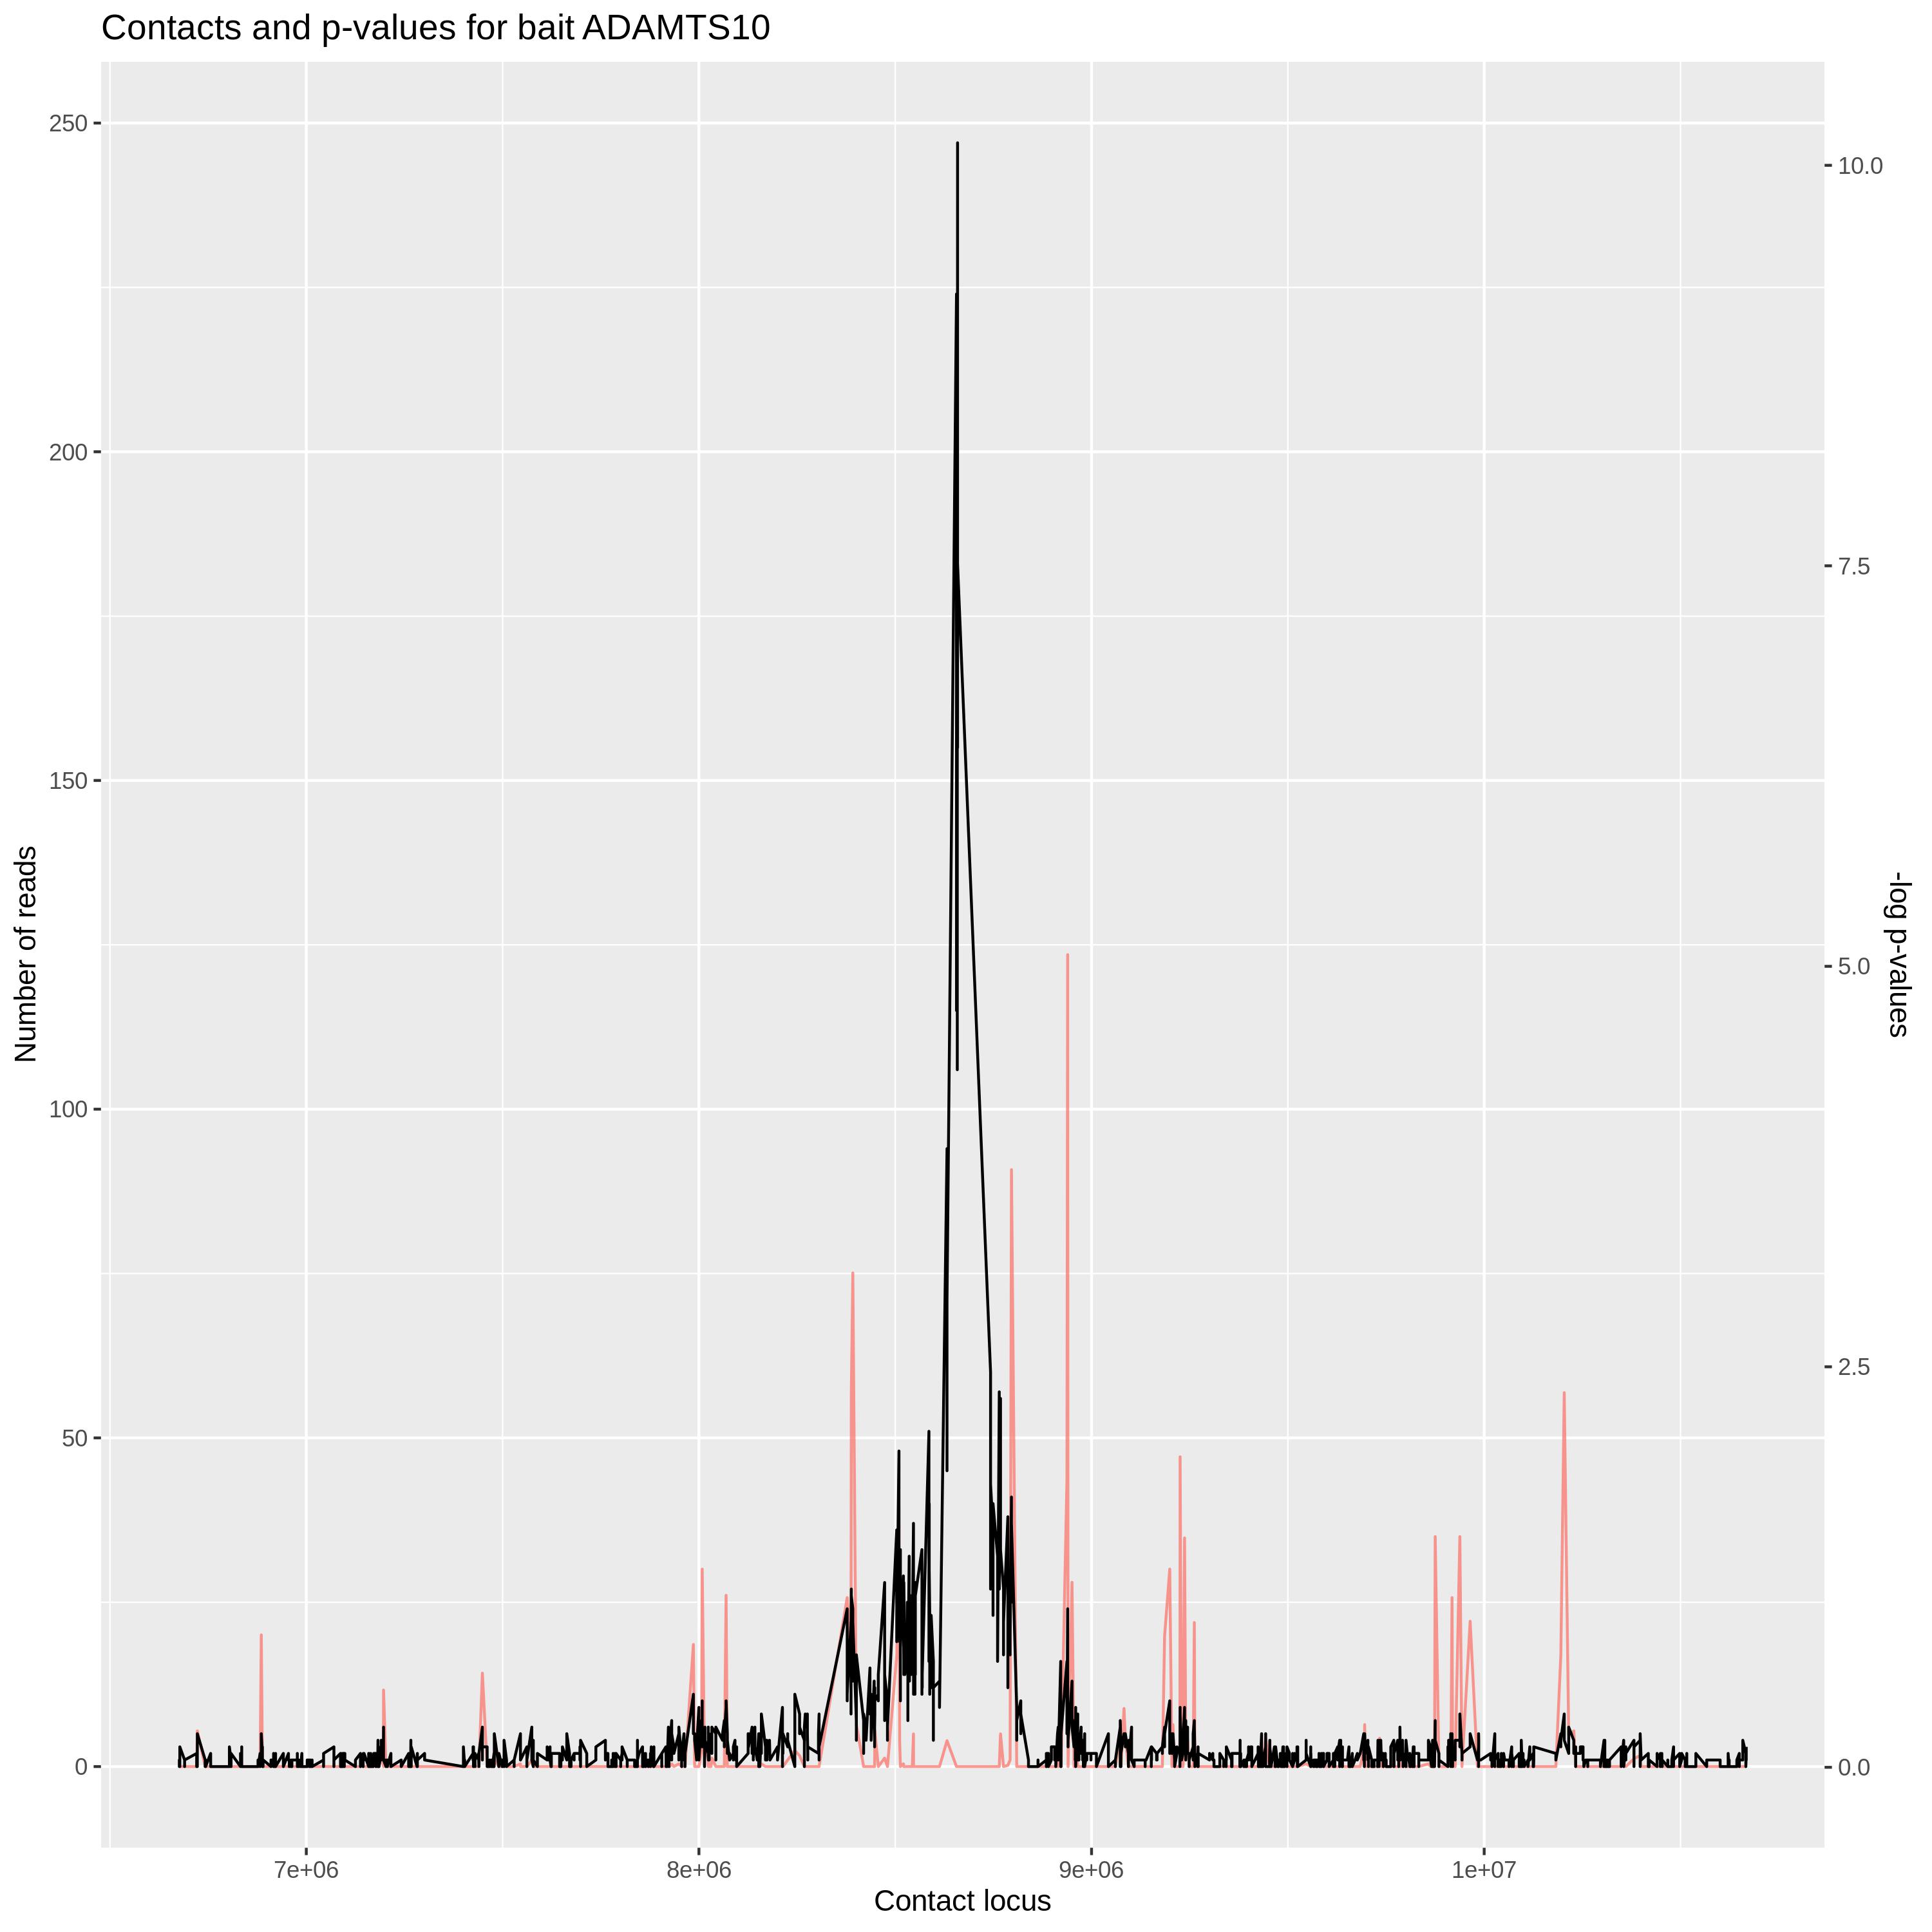 Contacts and p-values for bait ADAMTS10
250
200
150
100
50
0
Number of reads
10.0
7.5
5.0
2.5
0.0
-log p-values
7e+06
8e+06
9e+06
1e+07
Contact locus